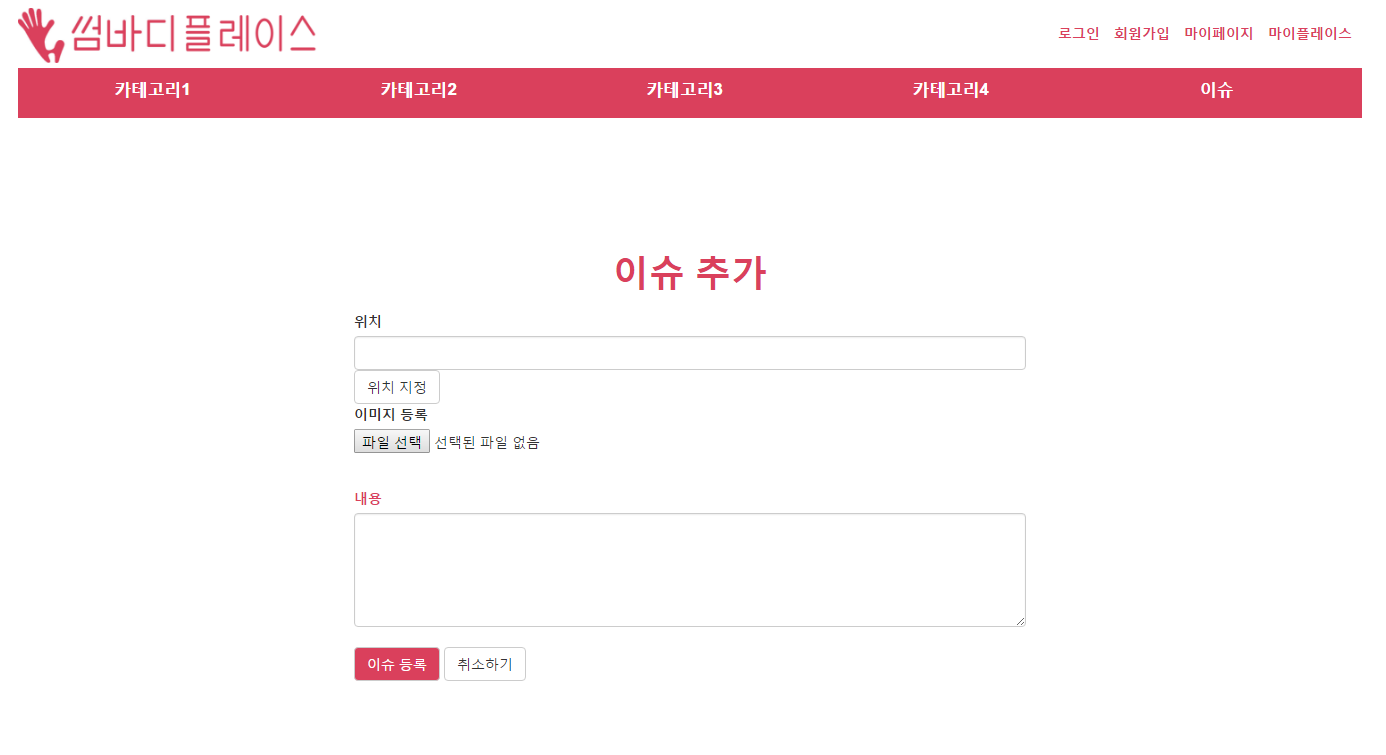 썸바디플레이스
로그인 회원가입 마이페이지 마이플레이스
카테고리1 카테고리2 카테고리3 카테고리4 이슈
이슈 추가
위치
위치 지정
이미지 등록
파일 선택 선택된 파일 없음
내용
이슈 등록 취소하기